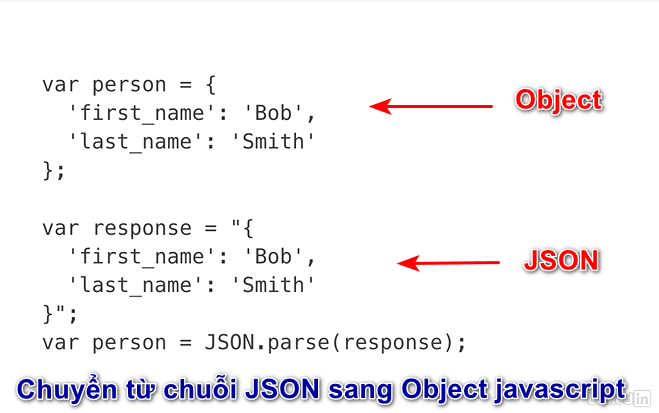 var person = {
'first_name': 'Bob',
'last_name': 'Smith'
};
Object
var response = "{
'first_name': 'Bob',
'last_name': 'Smith'
}";
JSON
var person = JSON.parse(response);
Chuyển từ chuỗi JSON sang Object javascript